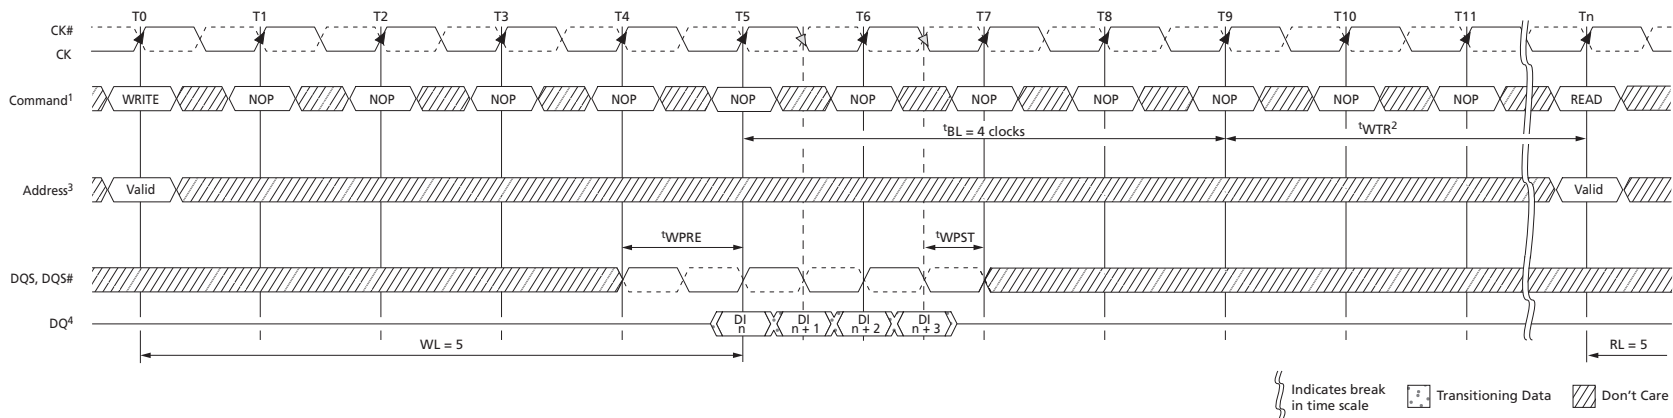 T0 T1 T2 T3 T4 T5 T6 T7 T8 T9 T10 T11 Tn
CK#
CK
Command1 WRITE NOP NOP NOP NOP NOP NOP NOP NOP NOP NOP NOP READ
tBL = 4 clocks tWTR2
Address3 Valid Valid
tWPRE tWPST
DQS, DQS#
DQ4 DI n DI n + 1 DI n + 2 DI n + 3
WL = 5 RL = 5
Indicates break in time scale
Transitioning Data
Don't Care